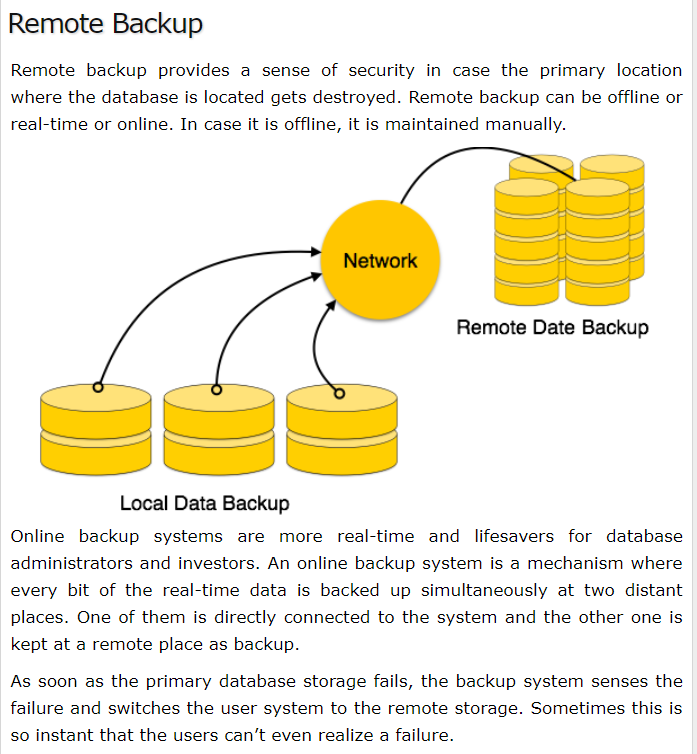 Remote Backup
Remote backup provides a sense of security in case the primary location
where the database is located gets destroyed. Remote backup can be offline or
real-time or online. In case it is offline, it is maintained manually.
Network
Remote Date Backup
Local Data Backup
Online backup systems are more real-time and lifesavers for database
administrators and investors. An online backup system is a mechanism where
every bit of the real-time data is backed up simultaneously at two distant
places. One of them is directly connected to the system and the other one is
kept at a remote place as backup.
As soon as the primary database storage fails, the backup system senses the
failure and switches the user system to the remote storage. Sometimes this is
so instant that the users can’t even realize a failure.